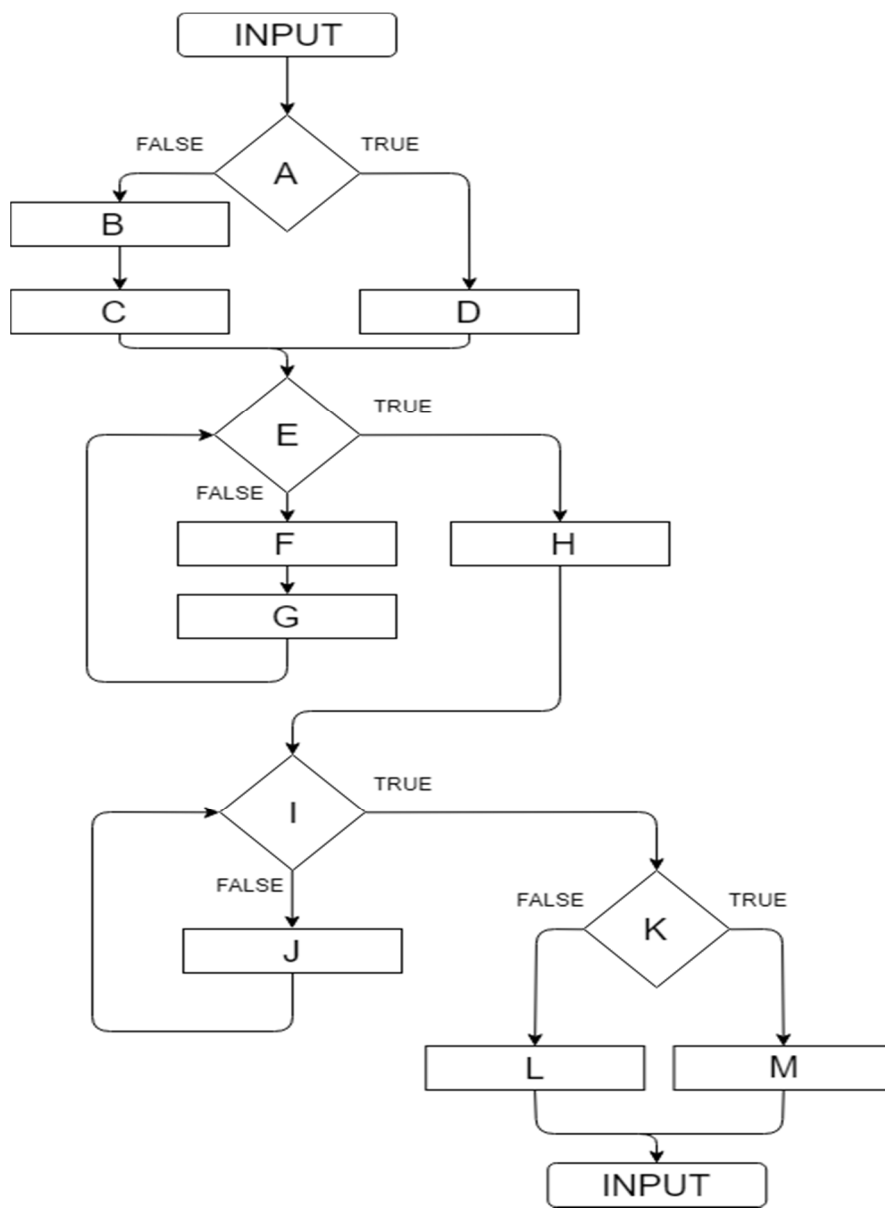 INPUT
FALSE TRUE
A
B
C D
TRUE
E
FALSE
F H
G
TRUE
I
FALSE
FALSE TRUE
K
J
L M
INPUT